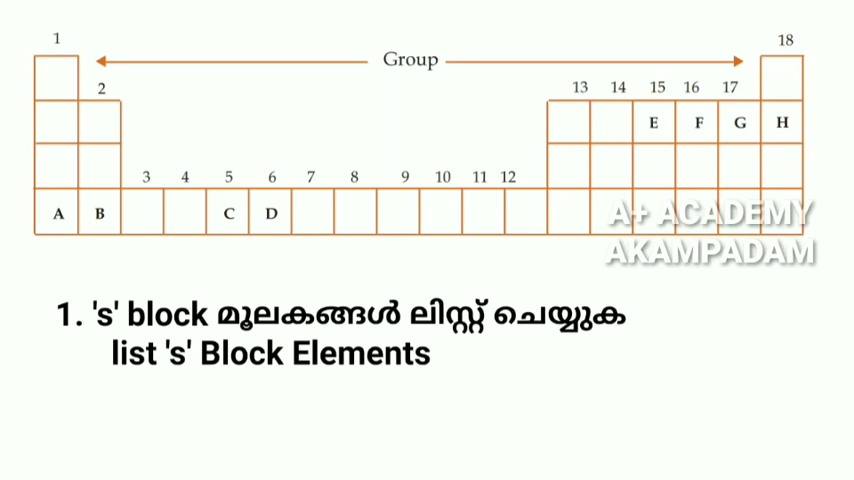 1
18
Group
2
13 14 15 16 17
E F G H
3 4 5 6 7 8 9 10 11 12
A B C D
A+ ACADEMY
AKAMPADAM
1. 's' block മൂലകങ്ങൾ ലിസ്റ്റ് ചെയ്യുക
list 's' Block Elements